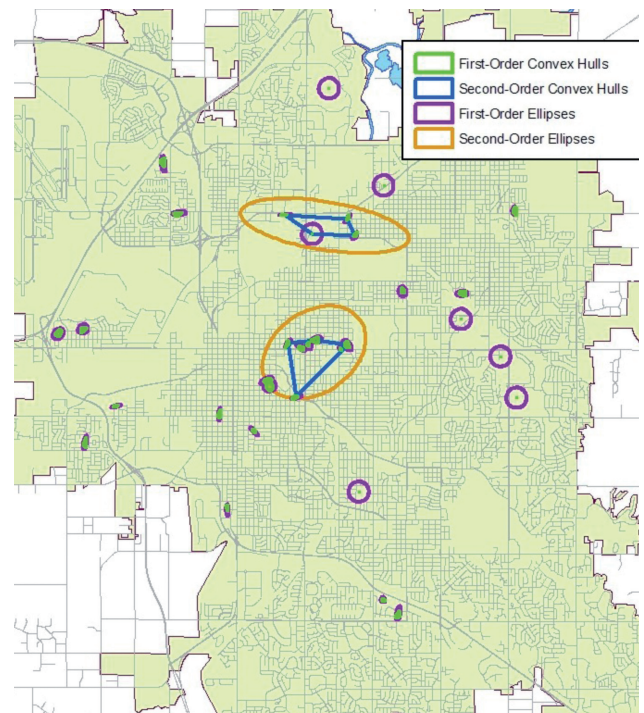 First-Order Convex Hulls
Second-Order Convex Hulls
First-Order Ellipses
Second-Order Ellipses